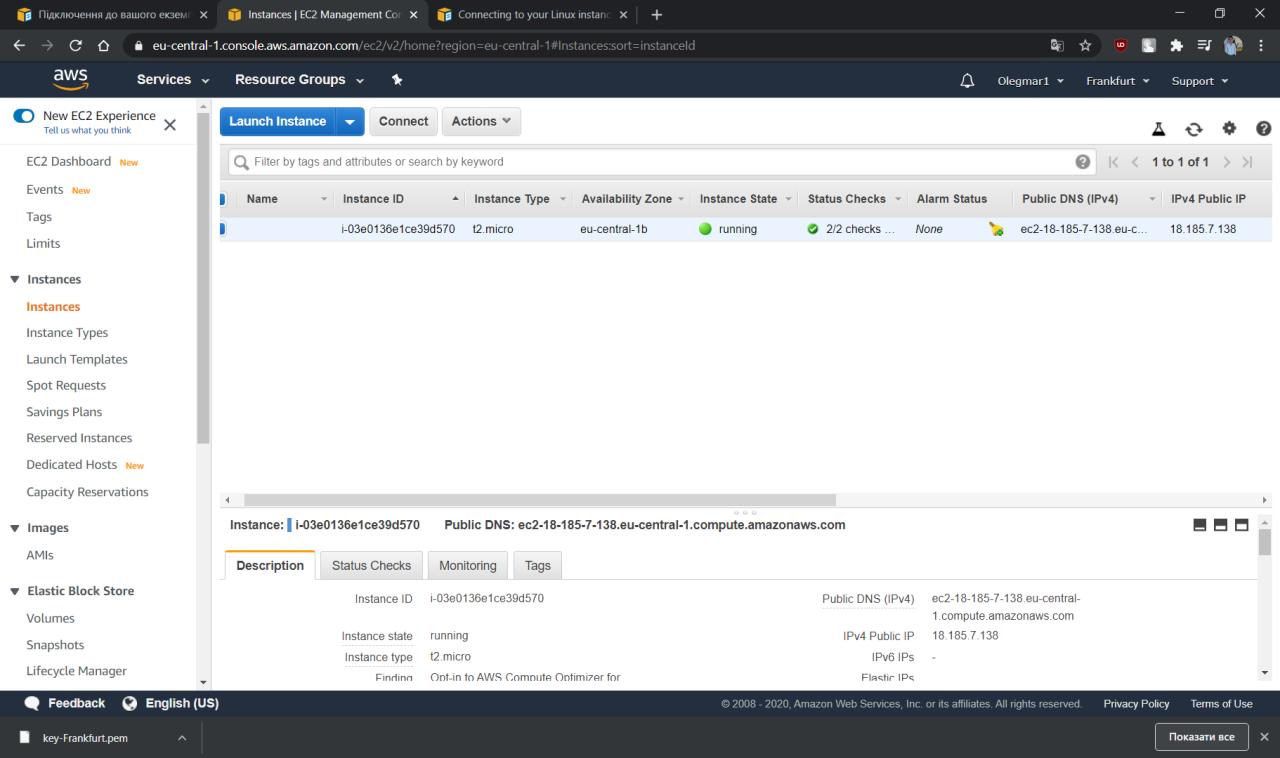 Підключення до вашого екзем
Instances | EC2 Management Cor
Connecting to your Linux instanc
eu-central-1.console.aws.amazon.com/ec2/v2/home?region=eu-central-1#Instances:sort=instanceId
aws
Services
Resource Groups
Olegmar1
Frankfurt
Support
New EC2 Experience
Tell us what you think
EC2 Dashboard New
Events New
Tags
Limits
Instances
Instances
Instance Types
Launch Templates
Spot Requests
Savings Plans
Reserved Instances
Dedicated Hosts New
Capacity Reservations
Images
AMIs
Elastic Block Store
Volumes
Snapshots
Lifecycle Manager
Launch Instance
Connect
Actions
Filter by tags and attributes or search by keyword
1 to 1 of 1
Name Instance ID Instance Type Availability Zone Instance State Status Checks Alarm Status Public DNS (IPv4) IPv4 Public IP
i-03e0136e1ce39d570 t2.micro eu-central-1b running 2/2 checks ... None ec2-18-185-7-138.eu-c... 18.185.7.138
Instance: i-03e0136e1ce39d570 Public DNS: ec2-18-185-7-138.eu-central-1.compute.amazonaws.com
Description
Status Checks
Monitoring
Tags
Instance ID i-03e0136e1ce39d570
Instance state running
Instance type t2.micro
Finding Opt-in to AWS Compute Optimizer for
Public DNS (IPv4) ec2-18-185-7-138.eu-central-
1.compute.amazonaws.com
IPv4 Public IP 18.185.7.138
IPv6 IPs -
Elastic IPs
Feedback
English (US)
© 2008 - 2020, Amazon Web Services, Inc. or its affiliates. All rights reserved.
Privacy Policy
Terms of Use
key-Frankfurt.pem
Показати все